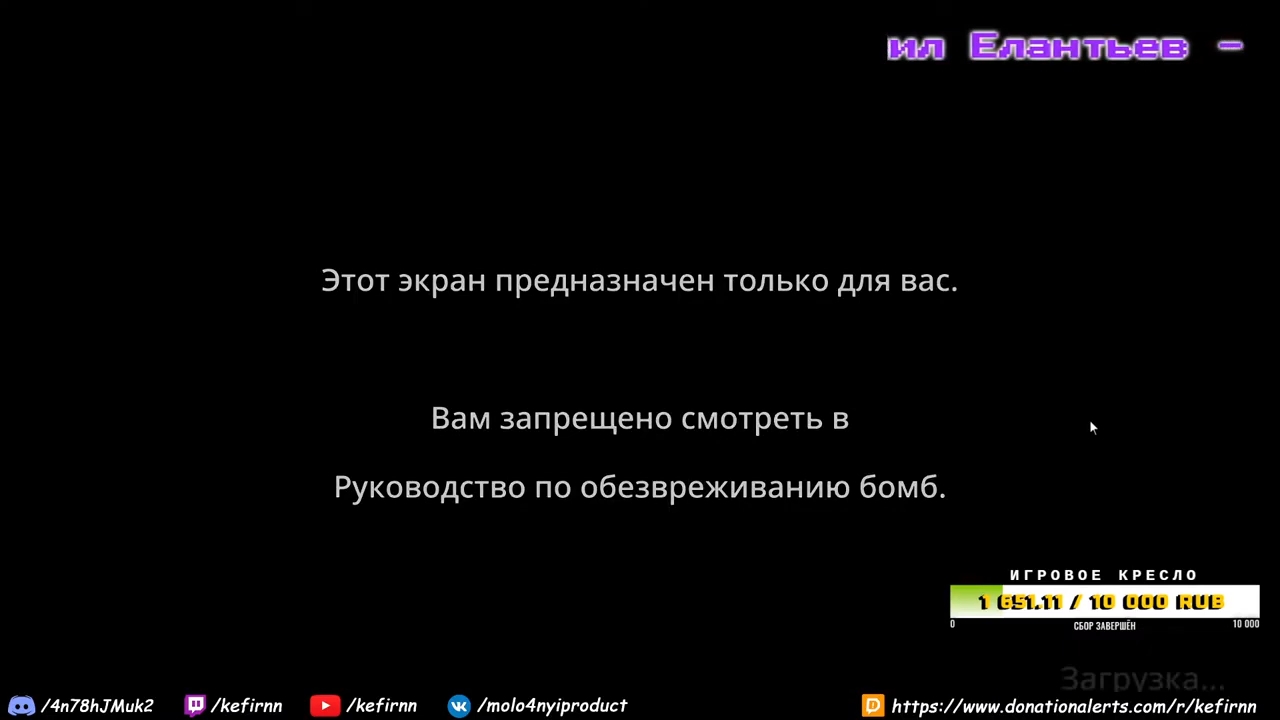 ил Елантьев -
Этот экран предназначен только для вас.
Вам запрещено смотреть в
Руководство по обезвреживанию бомб.
ИГРОВОЕ КРЕСЛО
1 651.11 / 10 000 RUB
0 СБОР ЗАВЕРШЁН 10 000
Загрузка...
/4n78hJMuk2 /kefirnn /kefirnn /molo4nyiproduct https://www.donationalerts.com/r/kefirnn